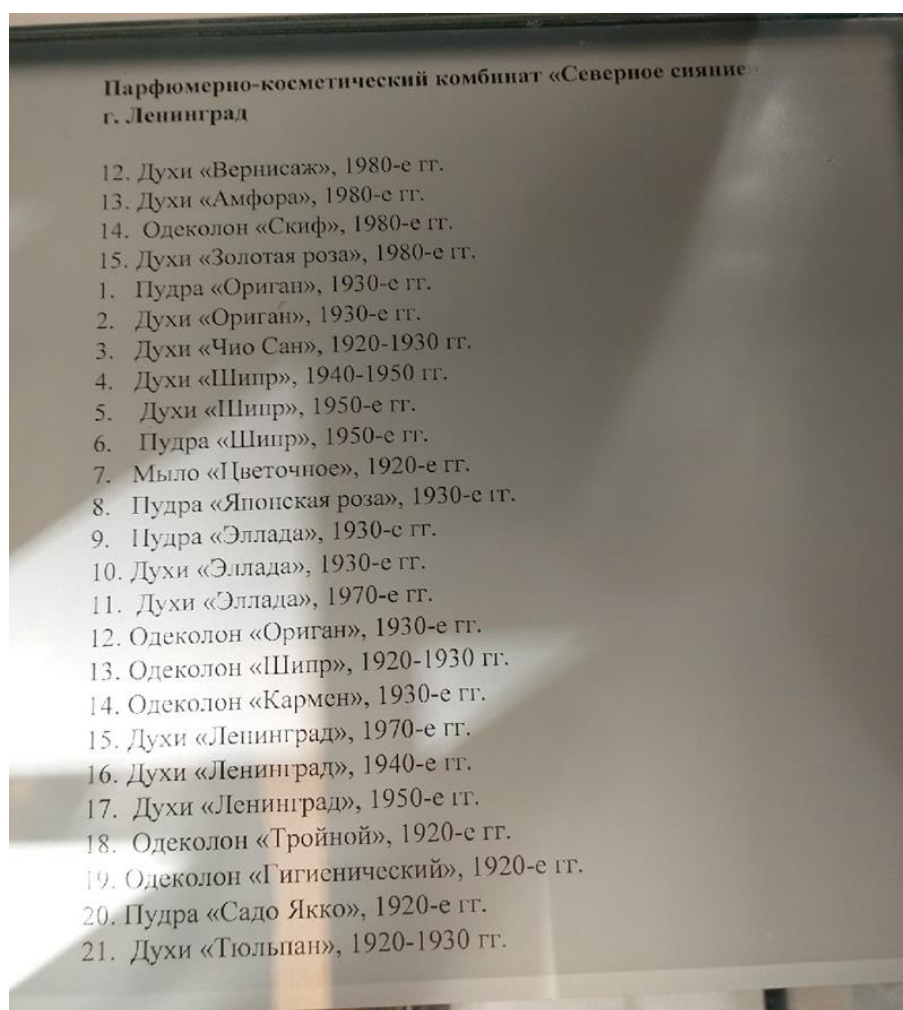 Парфюмерно-косметический комбинат «Северное сияние»
г. Ленинград
12. Духи «Вернисаж», 1980-е гг.
13. Духи «Амфора», 1980-е гг.
14. Одеколон «Скиф», 1980-е гг.
15. Духи «Золотая роза», 1980-е гг.
1. Пудра «Ориган», 1930-е гг.
2. Духи «Ориган», 1930-е гг.
3. Духи «Чио Сан», 1920-1930 гг.
4. Духи «Шипр», 1940-1950 гг.
5. Духи «Шипр», 1950-е гг.
6. Пудра «Шипр», 1950-е гг.
7. Мыло «Цветочное», 1920-е гг.
8. Пудра «Японская роза», 1930-е гг.
9. Пудра «Эллада», 1930-е гг.
10. Духи «Эллада», 1930-е гг.
11. Духи «Эллада», 1970-е гг.
12. Одеколон «Ориган», 1930-е гг.
13. Одеколон «Шипр», 1920-1930 гг.
14. Одеколон «Кармен», 1930-е гг.
15. Духи «Ленинград», 1970-е гг.
16. Духи «Ленинград», 1940-е гг.
17. Духи «Ленинград», 1950-е гг.
18. Одеколон «Тройной», 1920-е гг.
19. Одеколон «Гигиенический», 1920-е гг.
20. Пудра «Садо Якко», 1920-е гг.
21. Духи «Тюльпан», 1920-1930 гг.